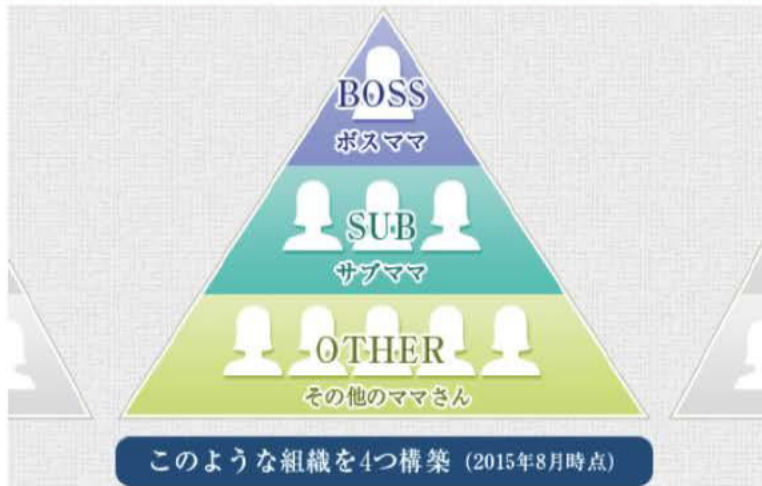 BOSS
ボスママ
SUB
サブママ
OTHER
その他のママさん
このような組織を4つ構築 (2015年8月時点)